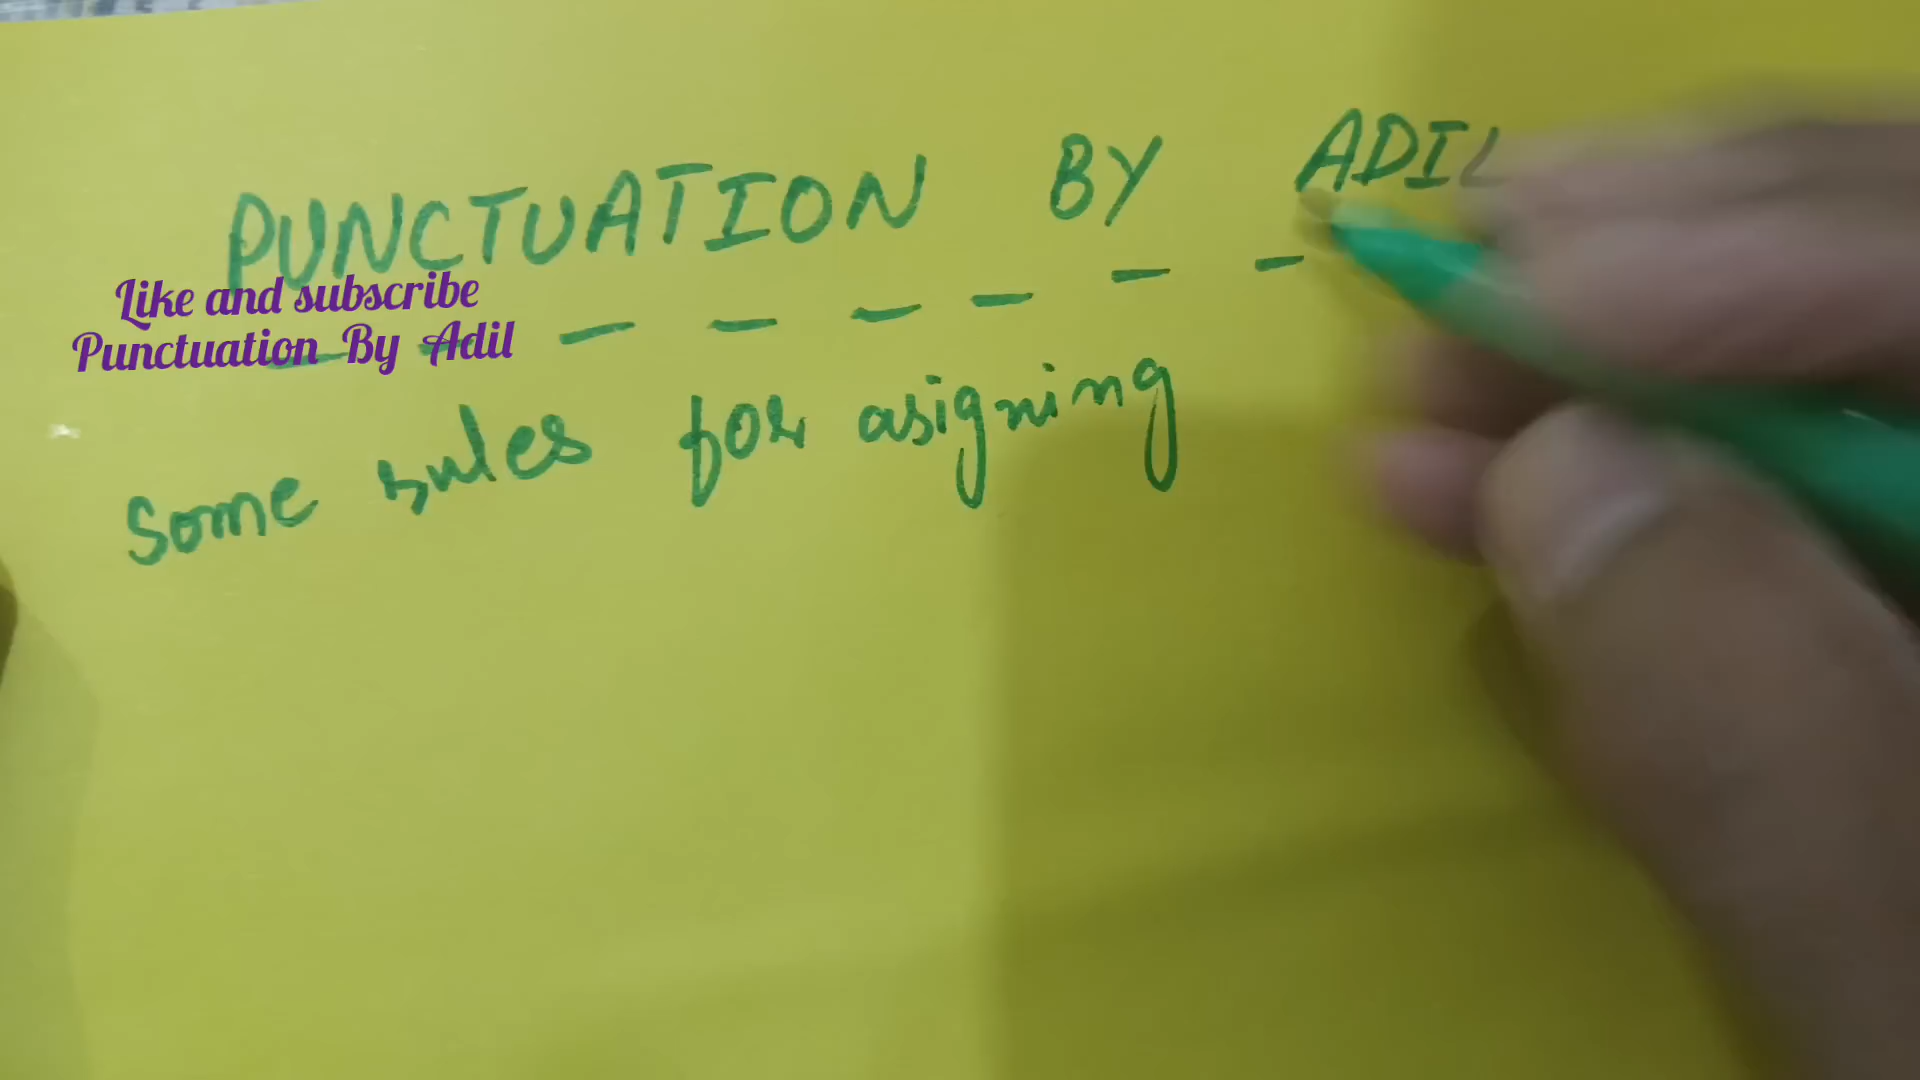 PUNCTUATION BY ADIL
Like and subscribe
Punctuation By Adil
Some rules for asigning